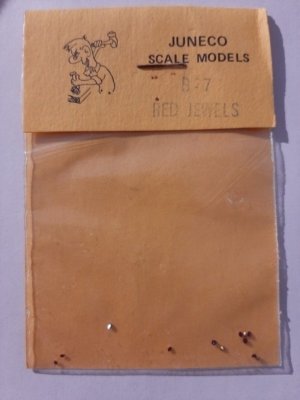 JUNECO
SCALE MODELS
B-7
RED JEWELS